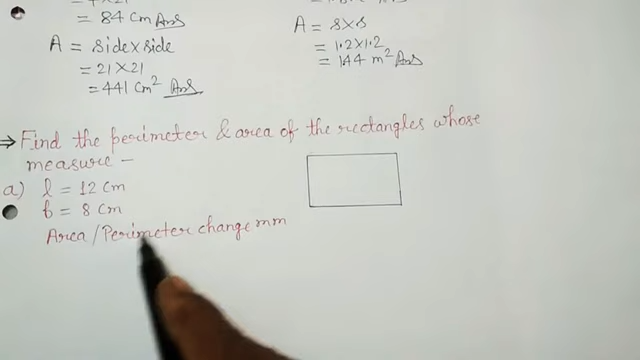 = 84 cm Ans
A = side×side
= 21×21
= 441 cm² Ans
A = s×s
= 1.2×1.2
= 1.44 m² Ans
⇒ Find the perimeter & area of the rectangles whose
measure –
a) l = 12 cm
b = 8 cm
Area / Perimeter change mm